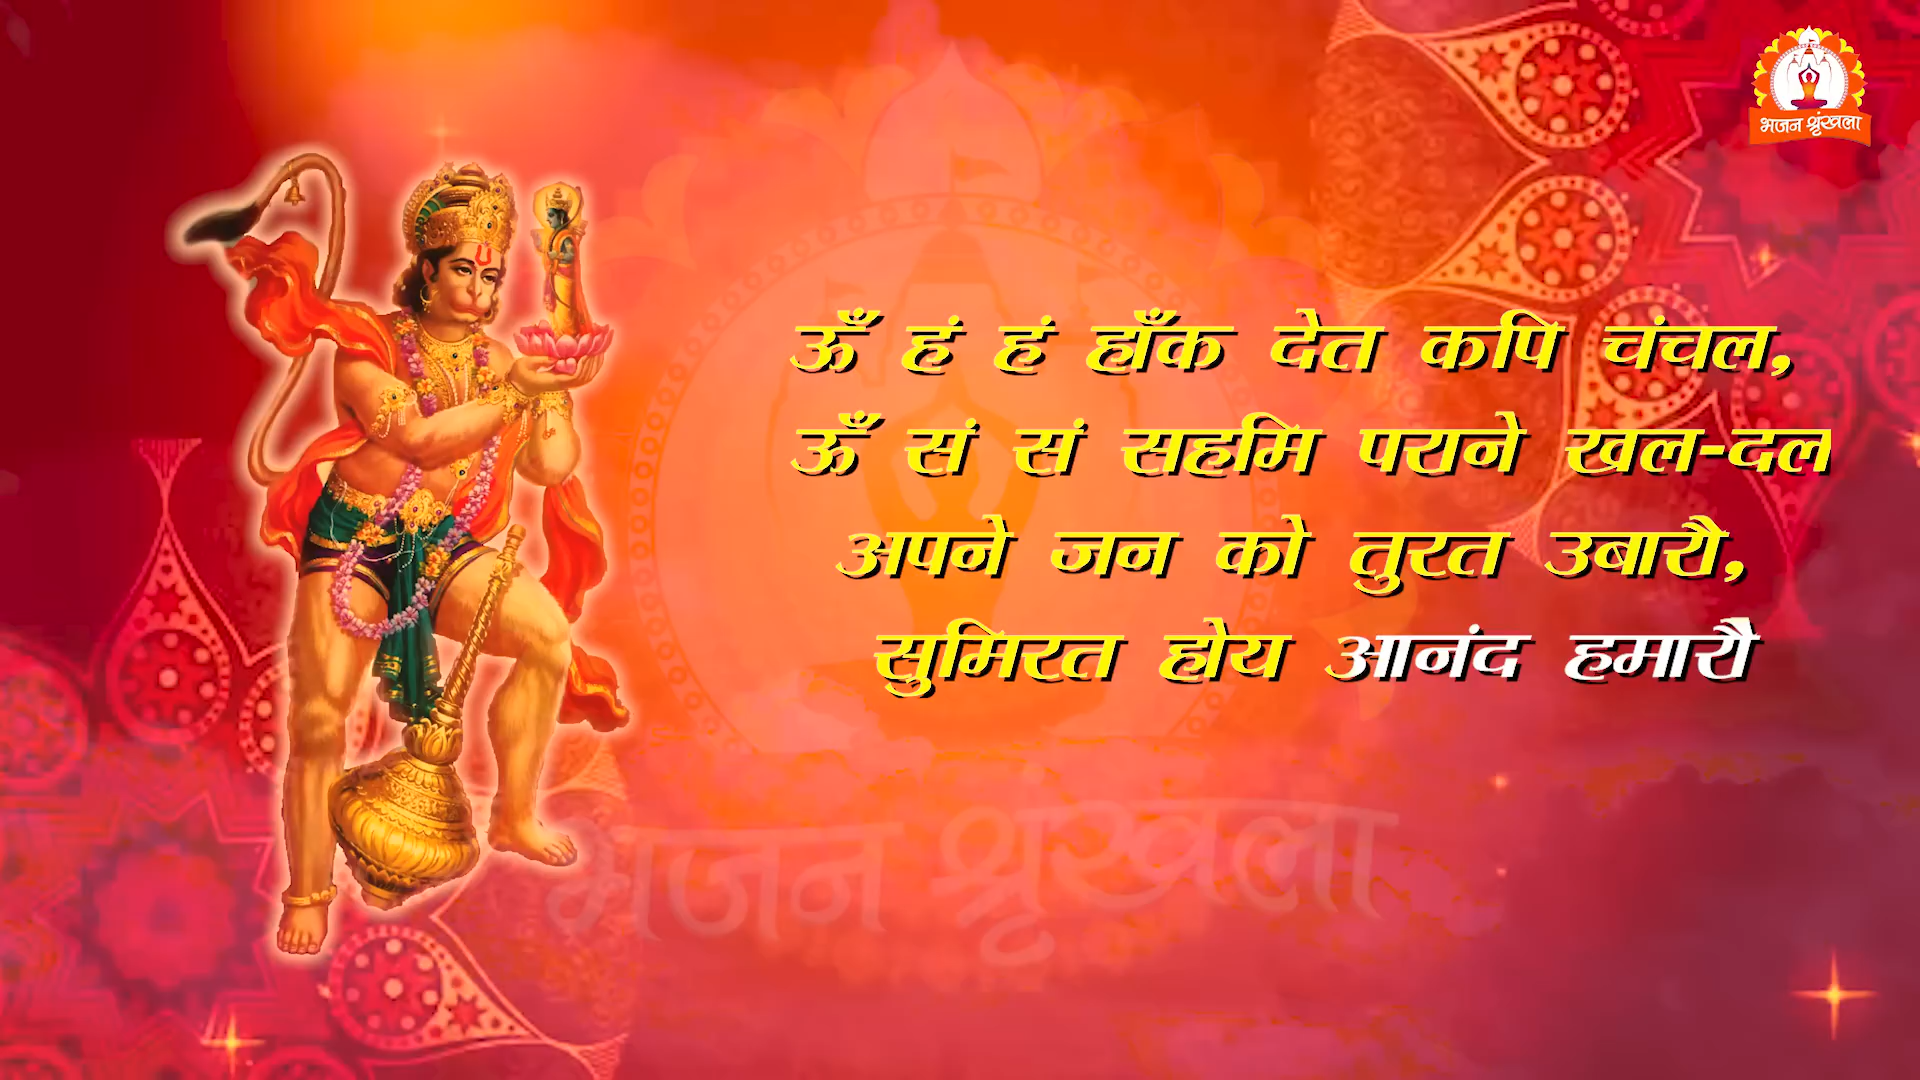 भजन श्रृंखला
ॐ हं हं हाँक देत कपि चंचल,
ॐ सं सं सहमि पराने खल-दल
अपने जन को तुरत उबारौ,
सुमिरत होय आनंद हमारौ
भजन श्रृंखला